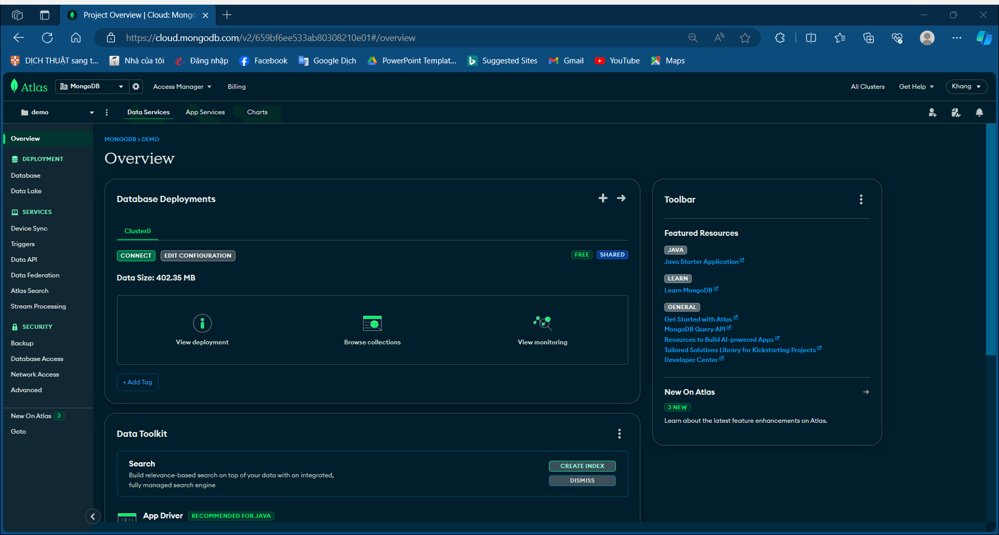 Project Overview | Cloud: Mongo
https://cloud.mongodb.com/v2/659bf6ee533ab80308210e01#/overview
DỊCH THUẬT sang t... Nhà của tôi Đăng nhập Facebook Google Dịch PowerPoint Templat... Suggested Sites Gmail YouTube Maps
Atlas MongoDB Access Manager Billing All Clusters Get Help Khang
demo Data Services App Services Charts
Overview
DEPLOYMENT
Database
Data Lake
SERVICES
Device Sync
Triggers
Data API
Data Federation
Atlas Search
Stream Processing
SECURITY
Backup
Database Access
Network Access
Advanced
New On Atlas 3
Goto
MONGODB > DEMO
Overview
Database Deployments
Cluster0
CONNECT EDIT CONFIGURATION FREE SHARED
Data Size: 402.35 MB
View deployment Browse collections View monitoring
+ Add Tag
Data Toolkit
Search
Build relevance-based search on top of your data with an integrated,
fully managed search engine
CREATE INDEX
DISMISS
App Driver RECOMMENDED FOR JAVA
Toolbar
Featured Resources
JAVA
Java Starter Application
LEARN
Learn MongoDB
GENERAL
Get Started with Atlas
MongoDB Query API
Resources to Build AI-powered Apps
Tailored Solutions Library for Kickstarting Projects
Developer Center
New On Atlas
3 NEW
Learn about the latest feature enhancements on Atlas.